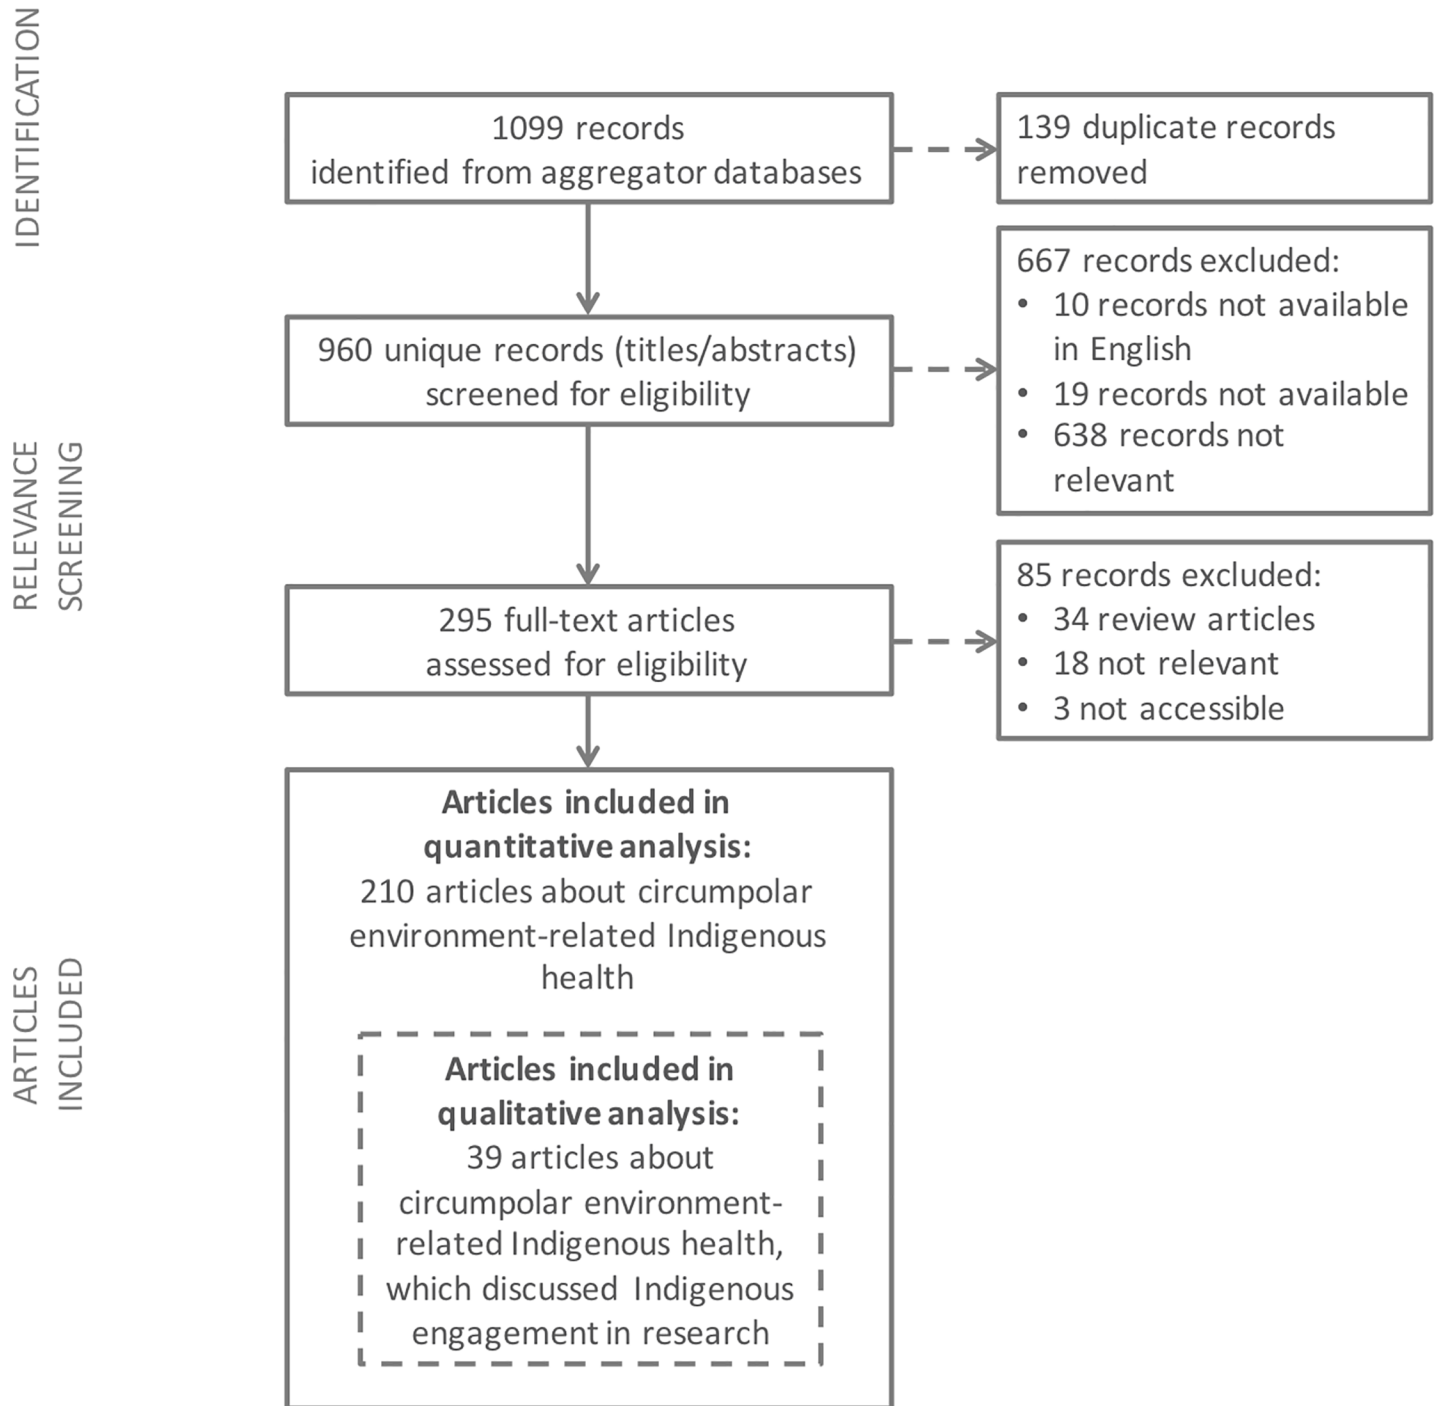 IDENTIFICATION
1099 records
identified from aggregator databases
139 duplicate records
removed
RELEVANCE
SCREENING
960 unique records (titles/abstracts)
screened for eligibility
667 records excluded:
• 10 records not available
in English
• 19 records not available
• 638 records not
relevant
295 full-text articles
assessed for eligibility
85 records excluded:
• 34 review articles
• 18 not relevant
• 3 not accessible
ARTICLES
INCLUDED
Articles included in
quantitative analysis:
210 articles about circumpolar
environment-related Indigenous
health
Articles included in
qualitative analysis:
39 articles about
circumpolar environment-
related Indigenous health,
which discussed Indigenous
engagement in research